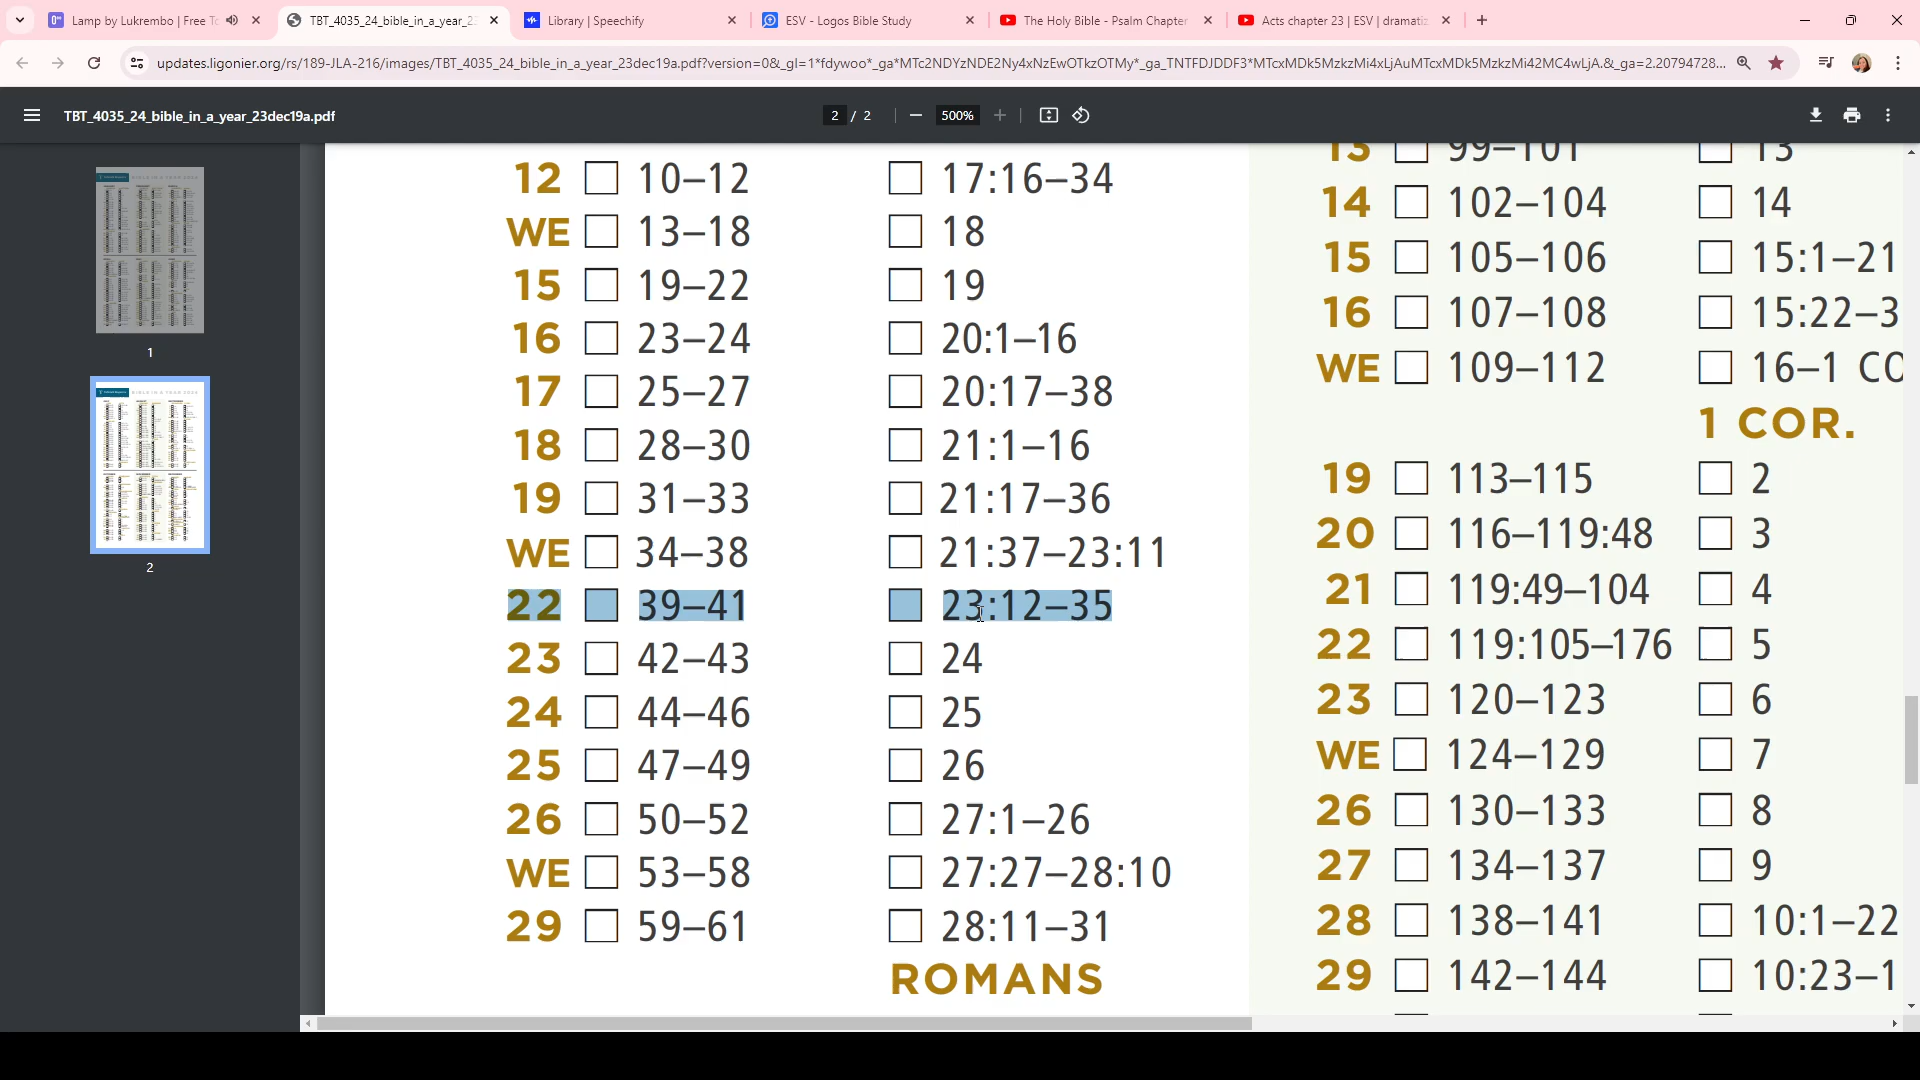 Lamp by Lukrembo | Free To
TBT_4035_24_bible_in_a_year_2
Library | Speechify
ESV - Logos Bible Study
The Holy Bible - Psalm Chapter
Acts chapter 23 | ESV | dramatiz
updates.ligonier.org/rs/189-JLA-216/images/TBT_4035_24_bible_in_a_year_23dec19a.pdf?version=0&_gl=1*fdywoo*_ga*MTc2NDYzNDE2Ny4xNzEwOTkzOTMy*_ga_TNTFDJDDF3*MTcxMDk5MzkzMi4xLjAuMTcxMDk5MzkzMi42MC4wLjA.&_ga=2.20794728...
TBT_4035_24_bible_in_a_year_23dec19a.pdf
2 / 2
500%
1
2
12 10–12 17:16–34
WE 13–18 18
15 19–22 19
16 23–24 20:1–16
17 25–27 20:17–38
18 28–30 21:1–16
19 31–33 21:17–36
WE 34–38 21:37–23:11
22 39–41 23:12–35
23 42–43 24
24 44–46 25
25 47–49 26
26 50–52 27:1–26
WE 53–58 27:27–28:10
29 59–61 28:11–31
ROMANS
13 99–101 13
14 102–104 14
15 105–106 15:1–21
16 107–108 15:22–3
WE 109–112 16–1 CO
1 COR.
19 113–115 2
20 116–119:48 3
21 119:49–104 4
22 119:105–176 5
23 120–123 6
WE 124–129 7
26 130–133 8
27 134–137 9
28 138–141 10:1–22
29 142–144 10:23–1